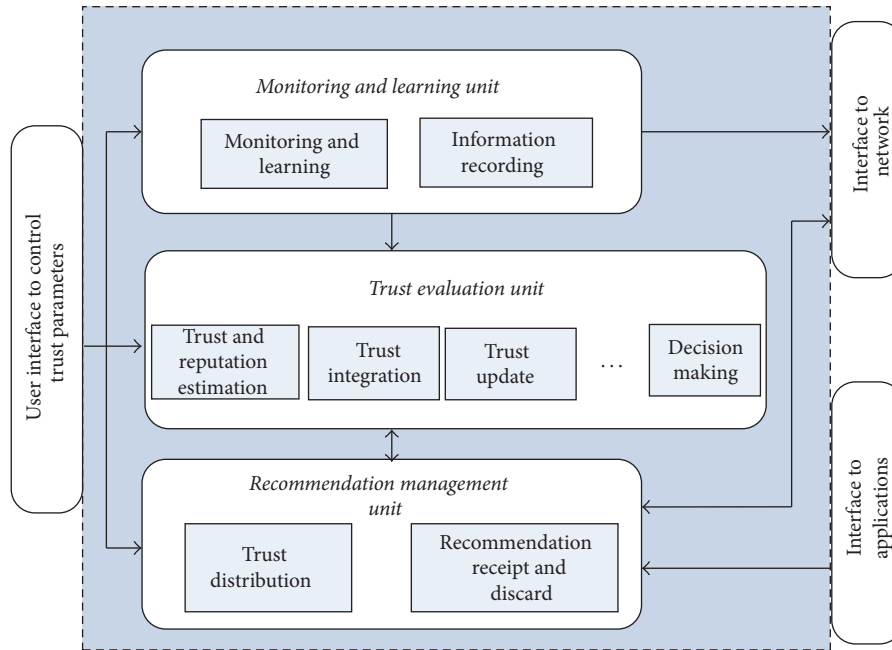 User interface to control
trust parameters
Monitoring and learning unit
Monitoring and
learning
Information
recording
Trust evaluation unit
Trust and
reputation
estimation
Trust
integration
Trust
update
...
Decision
making
Recommendation management
unit
Trust
distribution
Recommendation
receipt and
discard
Interface to
network
Interface to
applications